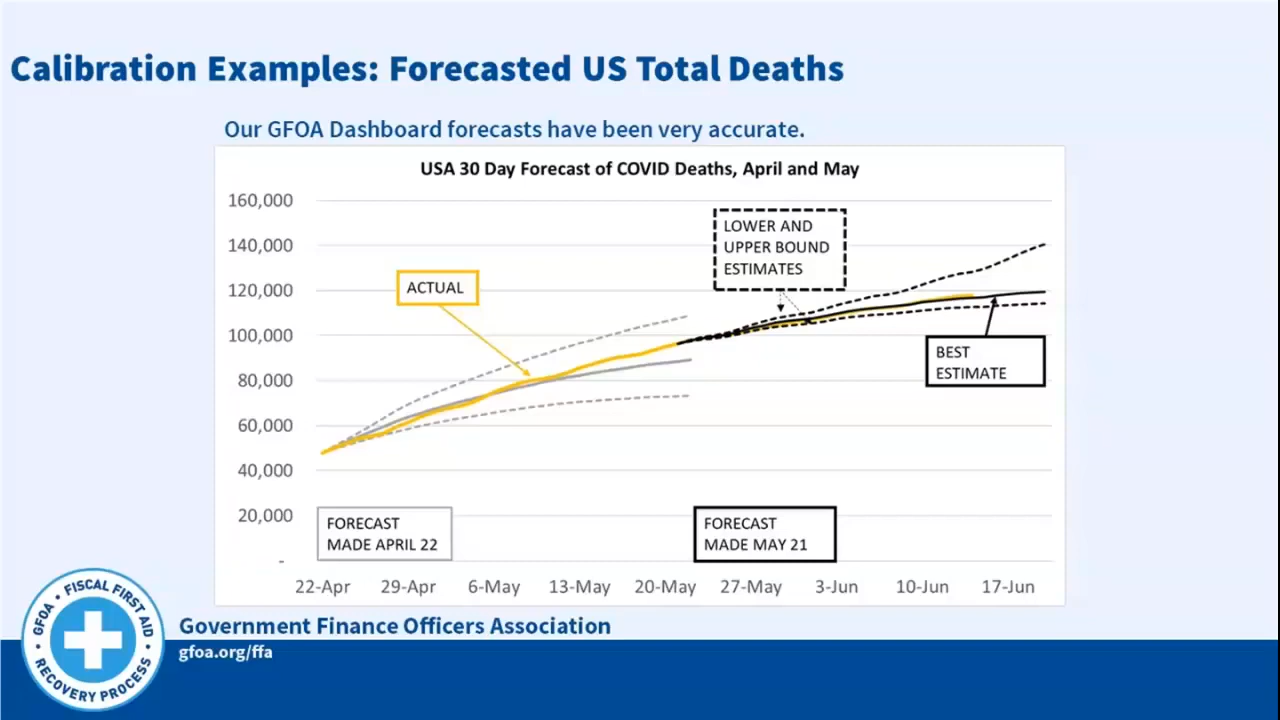 Calibration Examples: Forecasted US Total Deaths
Our GFOA Dashboard forecasts have been very accurate.
USA 30 Day Forecast of COVID Deaths, April and May
160,000
140,000
120,000
100,000
80,000
60,000
40,000
20,000
-
LOWER AND
UPPER BOUND
ESTIMATES
ACTUAL
BEST
ESTIMATE
FORECAST
MADE APRIL 22
FORECAST
MADE MAY 21
22-Apr 29-Apr 6-May 13-May 20-May 27-May 3-Jun 10-Jun 17-Jun
GFOA • FISCAL FIRST AID
• RECOVERY PROCESS •
Government Finance Officers Association
gfoa.org/ffa